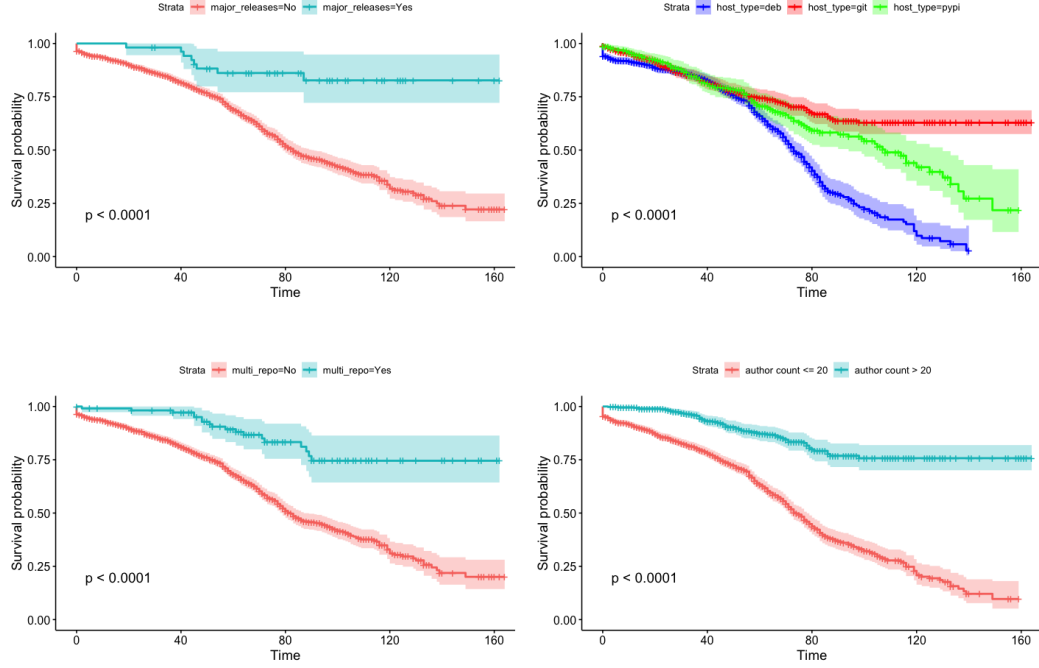 Strata major_releases=No major_releases=Yes
Survival probability
1.00
0.75
0.50
0.25
0.00
p < 0.0001
0 40 80 120 160
Time
Strata host_type=deb host_type=git host_type=pypi
Survival probability
1.00
0.75
0.50
0.25
0.00
p < 0.0001
0 40 80 120 160
Time
Strata multi_repo=No multi_repo=Yes
Survival probability
1.00
0.75
0.50
0.25
0.00
p < 0.0001
0 40 80 120 160
Time
Strata author count <= 20 author count > 20
Survival probability
1.00
0.75
0.50
0.25
0.00
p < 0.0001
0 40 80 120 160
Time